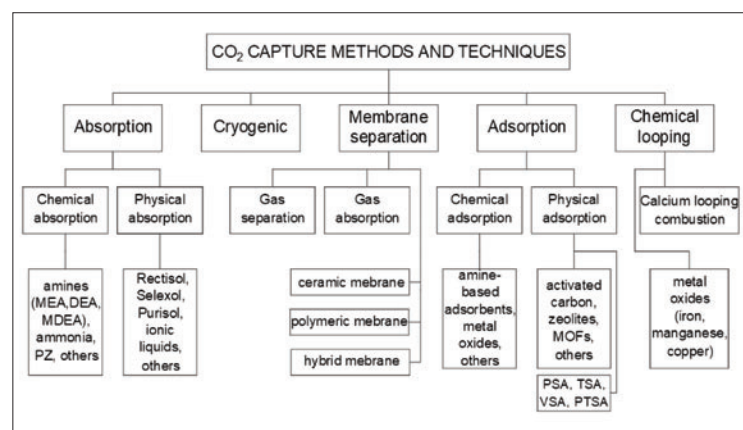 CO₂ CAPTURE METHODS AND TECHNIQUES
Absorption
Cryogenic
Membrane
separation
Adsorption
Chemical
looping
Chemical
absorption
Physical
absorption
Gas
separation
Gas
absorption
Chemical
adsorption
Physical
adsorption
Calcium looping
combustion
amines
(MEA,DEA,
MDEA),
ammonia,
PZ, others
Rectisol,
Selexol,
Purisol,
ionic
liquids,
others
ceramic mebrane
polymeric mebrane
hybrid mebrane
amine-
based
adsorbents,
metal
oxides,
others
activated
carbon,
zeolites,
MOFs,
others
PSA, TSA,
VSA, PTSA
metal
oxides
(iron,
manganese,
copper)